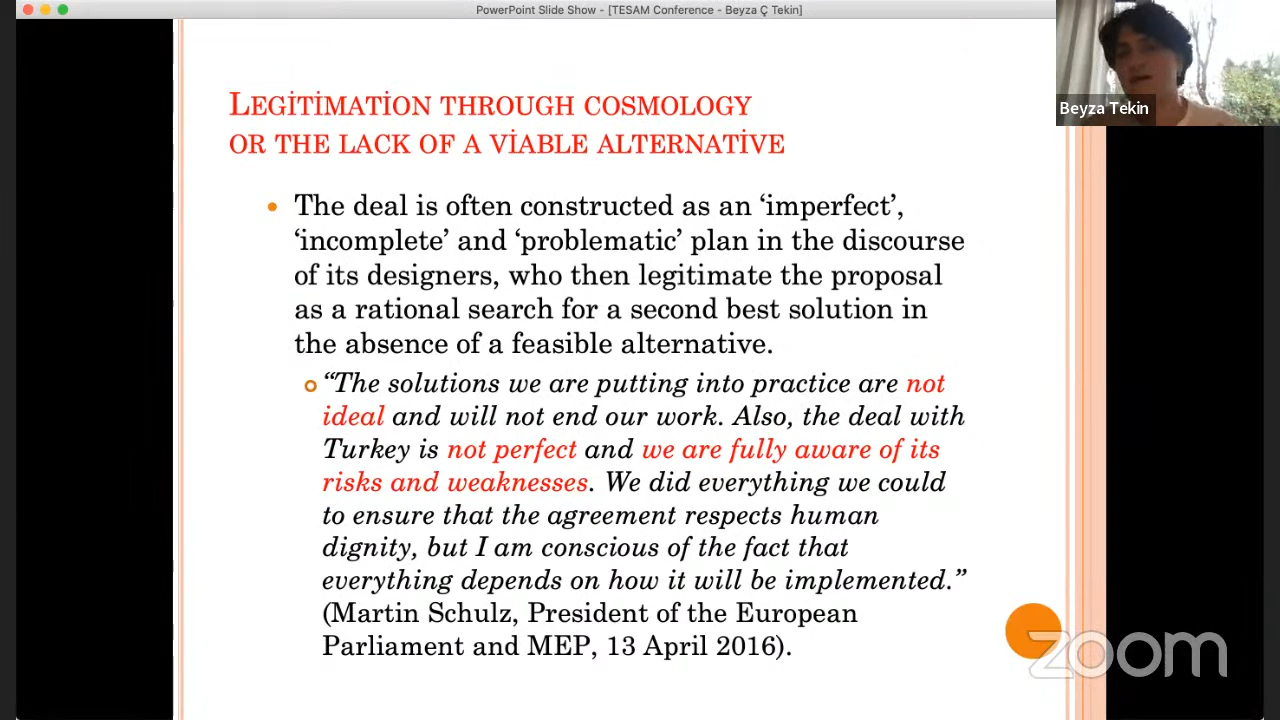 PowerPoint Slide Show - [TESAM Conference - Beyza Ç Tekin]
Beyza Tekin
LEGİTİMATİON THROUGH COSMOLOGY
OR THE LACK OF A VİABLE ALTERNATİVE
The deal is often constructed as an ‘imperfect’,
‘incomplete’ and ‘problematic’ plan in the discourse
of its designers, who then legitimate the proposal
as a rational search for a second best solution in
the absence of a feasible alternative.
“The solutions we are putting into practice are not
ideal and will not end our work. Also, the deal with
Turkey is not perfect and we are fully aware of its
risks and weaknesses. We did everything we could
to ensure that the agreement respects human
dignity, but I am conscious of the fact that
everything depends on how it will be implemented.”
(Martin Schulz, President of the European
Parliament and MEP, 13 April 2016).
zoom